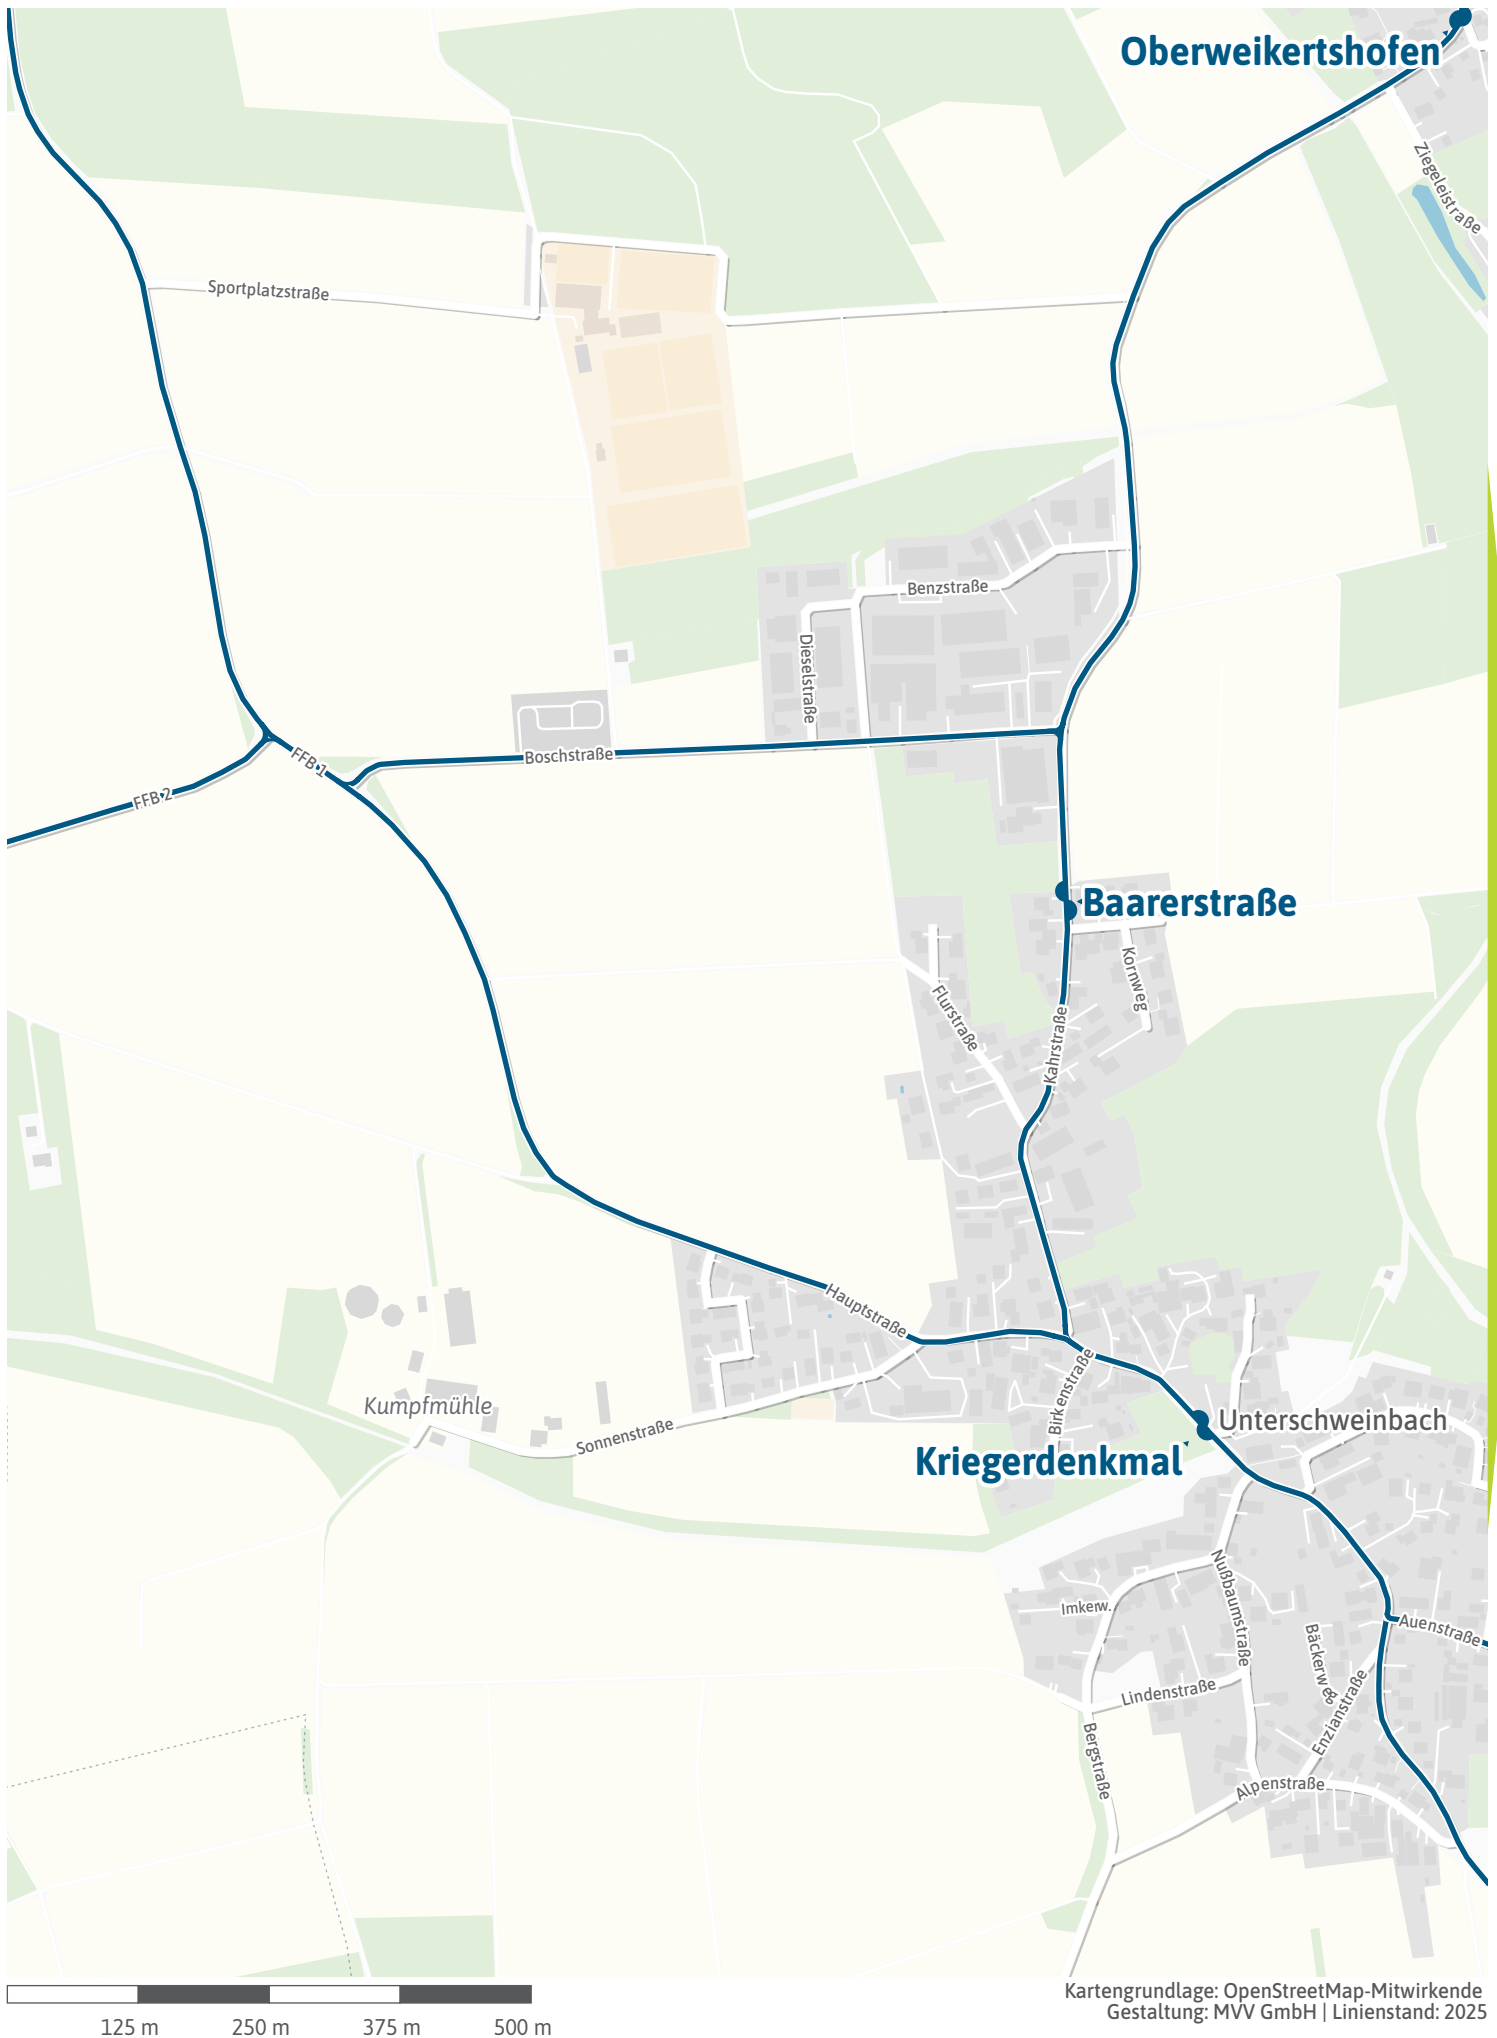 Oberweikertshofen
Ziegeleistraße
Sportplatzstraße
Benzstraße
Dieselstraße
FFB 1
Boschstraße
FFB 2
Baarerstraße
Kornweg
Flurstraße
Kahrstraße
Hauptstraße
Birkenstraße
Kumpfmühle
Unterschweinbach
Sonnenstraße
Kriegerdenkmal
Nußbaumstraße
Imkerw.
Auenstraße
Bäckerweg
Lindenstraße
Enzianstraße
Bergstraße
Alpenstraße
Kartengrundlage: OpenStreetMap-Mitwirkende
Gestaltung: MVV GmbH | Linienstand: 2025
125 m 250 m 375 m 500 m